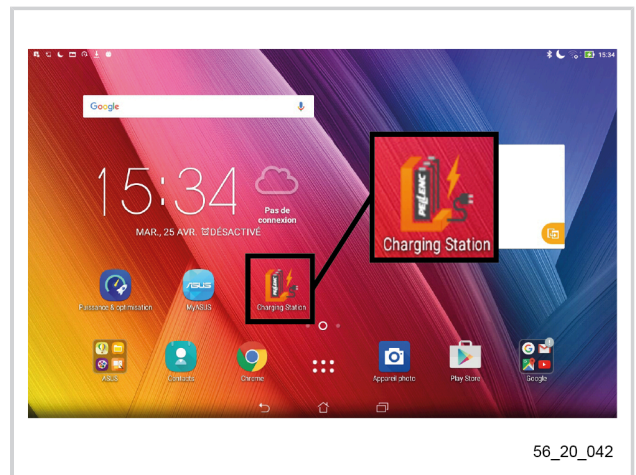 15:34
Google
15:34
Pas de
connexion
MAR., 25 AVR. DÉSACTIVÉ
PELLENC
Charging Station
Puissance & optimisation
/SUS
MyASUS
Charging Station
Asus
Contacts
Chrome
Appareil photo
Play Store
Google
56_20_042